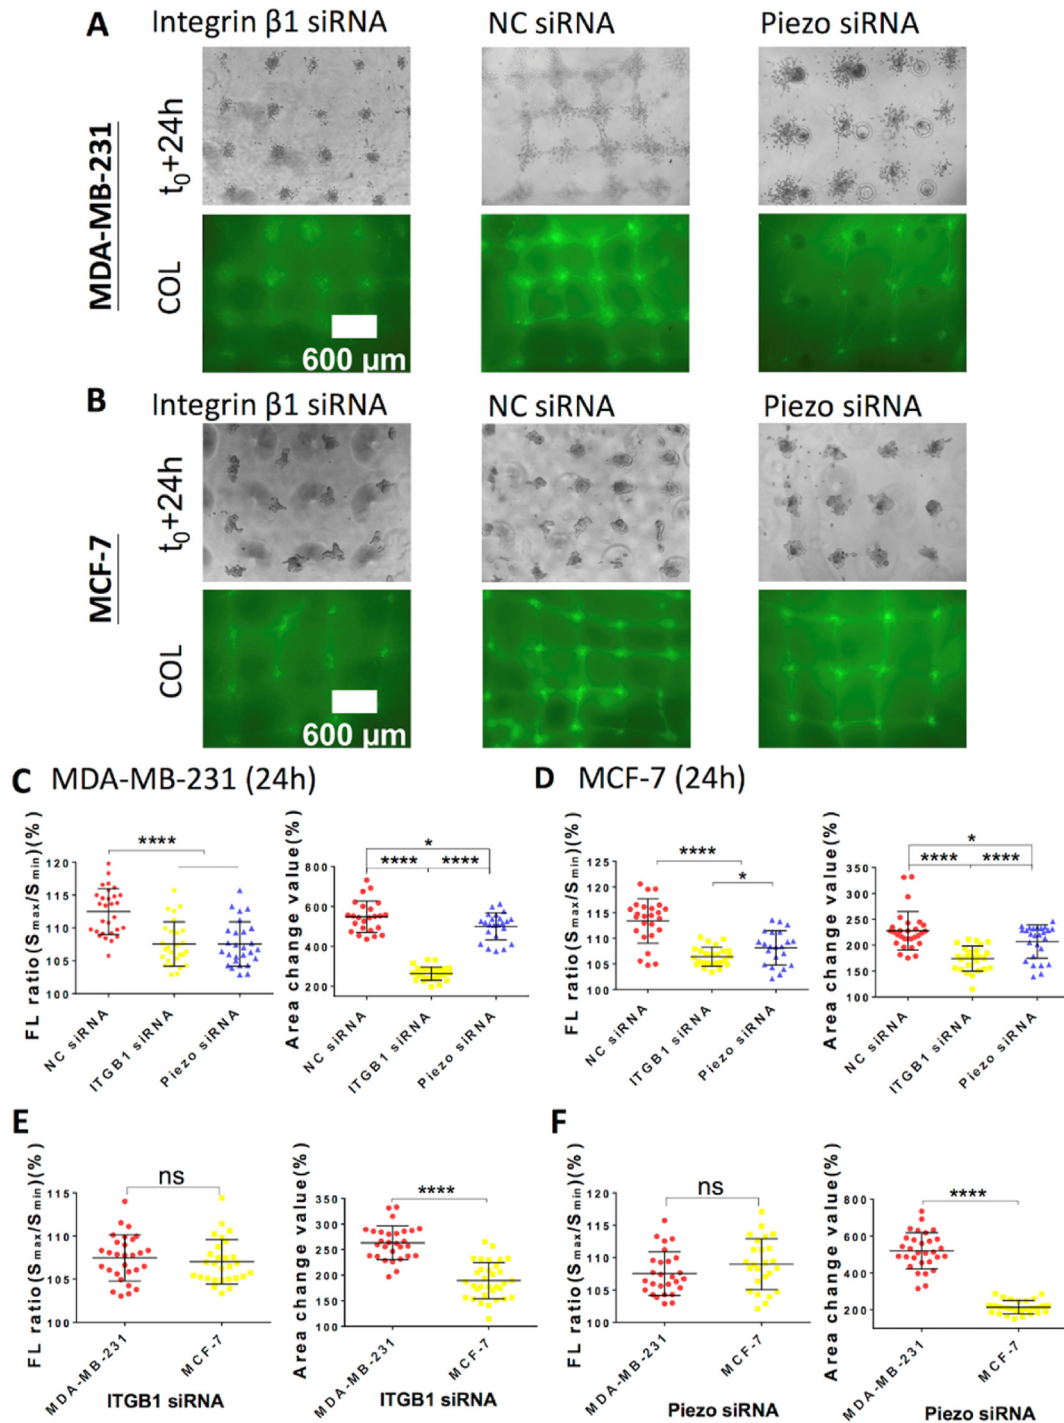 A Integrin β1 siRNA NC siRNA Piezo siRNA
MDA-MB-231
t0+24h
COL
600 µm
B Integrin β1 siRNA NC siRNA Piezo siRNA
MCF-7
t0+24h
COL
600 µm
C MDA-MB-231 (24h)
FL ratio(Smax/Smin)(%)
120
115
110
105
100
****
NC siRNA
ITGB1 siRNA
Piezo siRNA
Area change value(%)
800
600
400
200
*
**** ****
NC siRNA
ITGB1 siRNA
Piezo siRNA
D MCF-7 (24h)
FL ratio(Smax/Smin)(%)
125
120
115
110
105
100
****
*
NC siRNA
ITGB1 siRNA
Piezo siRNA
Area change value(%)
350
300
250
200
150
100
*
**** ****
NC siRNA
ITGB1 siRNA
Piezo siRNA
E
FL ratio(Smax/Smin)(%)
115
110
105
100
ns
MDA-MB-231
MCF-7
ITGB1 siRNA
Area change value(%)
350
300
250
200
150
100
****
MDA-MB-231
MCF-7
ITGB1 siRNA
F
FL ratio(Smax/Smin)(%)
120
115
110
105
100
ns
MDA-MB-231
MCF-7
Piezo siRNA
Area change value(%)
800
600
400
200
****
MDA-MB-231
MCF-7
Piezo siRNA